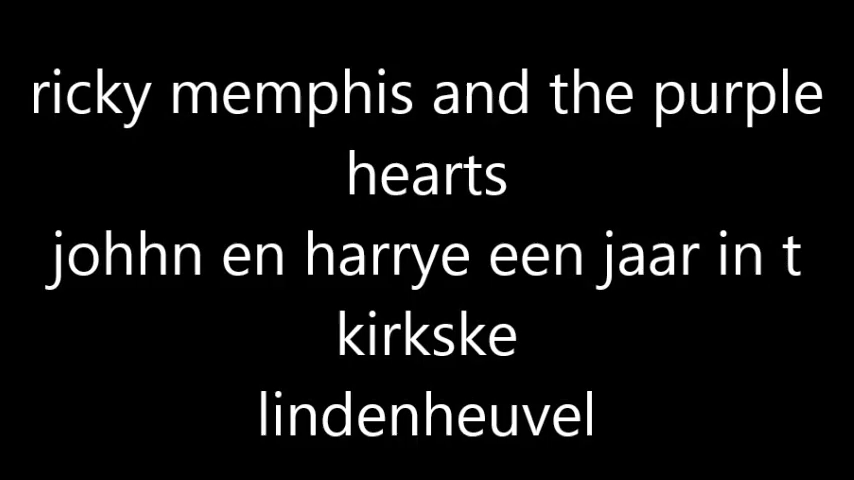 ricky memphis and the purple
hearts
johhn en harrye een jaar in t
kirkske
lindenheuvel